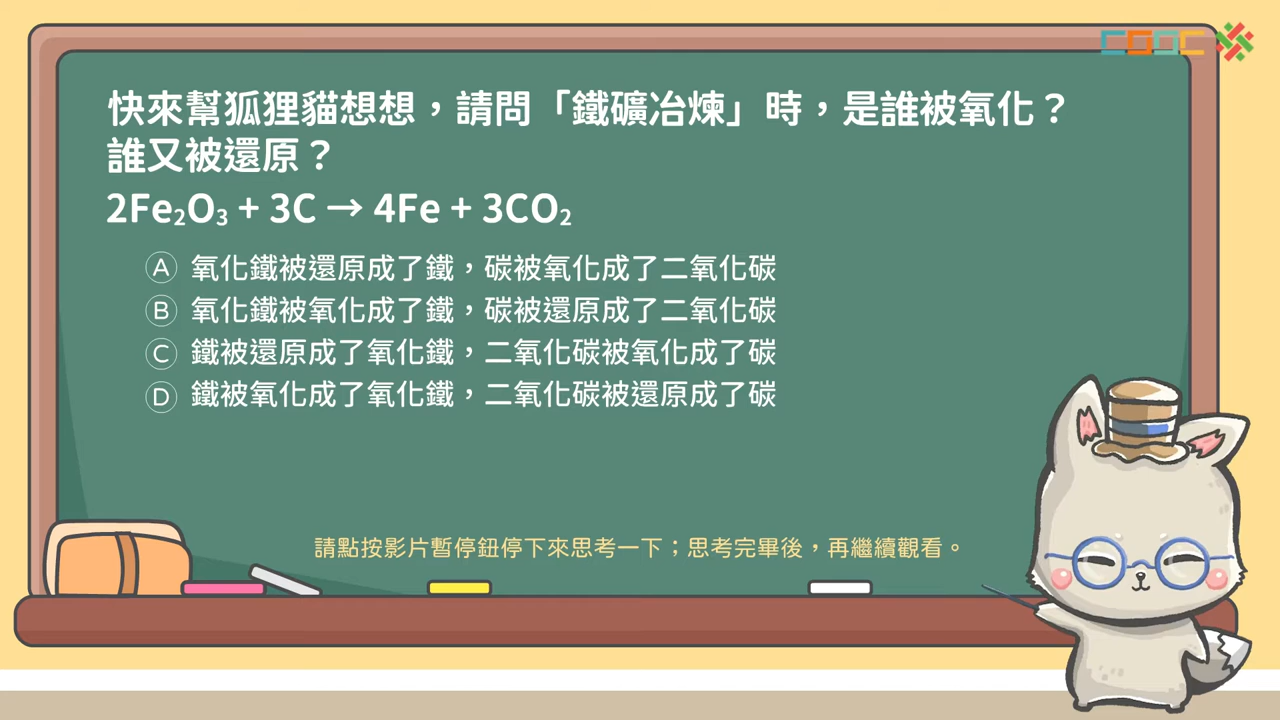 COOC
快來幫狐狸貓想想，請問「鐵礦冶煉」時，是誰被氧化？
誰又被還原？
2Fe₂O₃ + 3C → 4Fe + 3CO₂
Ⓐ 氧化鐵被還原成了鐵，碳被氧化成了二氧化碳
Ⓑ 氧化鐵被氧化成了鐵，碳被還原成了二氧化碳
Ⓒ 鐵被還原成了氧化鐵，二氧化碳被氧化成了碳
Ⓓ 鐵被氧化成了氧化鐵，二氧化碳被還原成了碳
請點按影片暫停鈕停下來思考一下；思考完畢後，再繼續觀看。